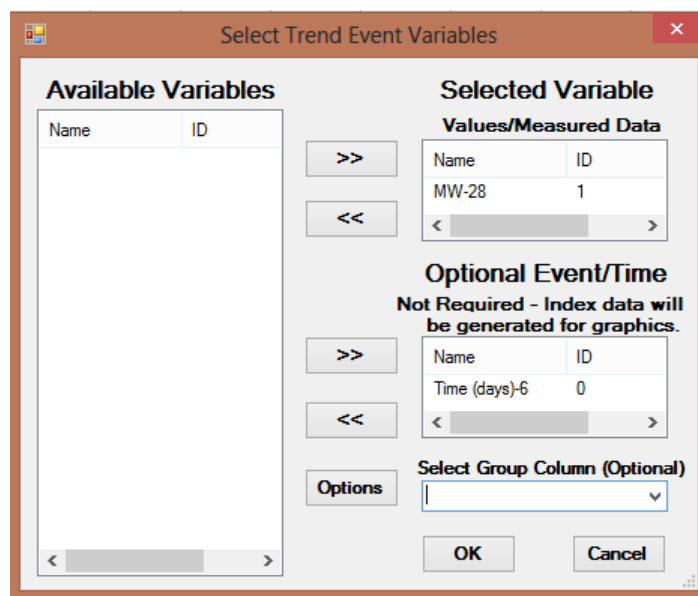 Select Trend Event Variables
Available Variables
Name ID
>>
<<
Selected Variable
Values/Measured Data
Name ID
MW-28 1
Optional Event/Time
Not Required - Index data will
be generated for graphics.
>>
<<
Name ID
Time (days)-6 0
Options
Select Group Column (Optional)
OK
Cancel